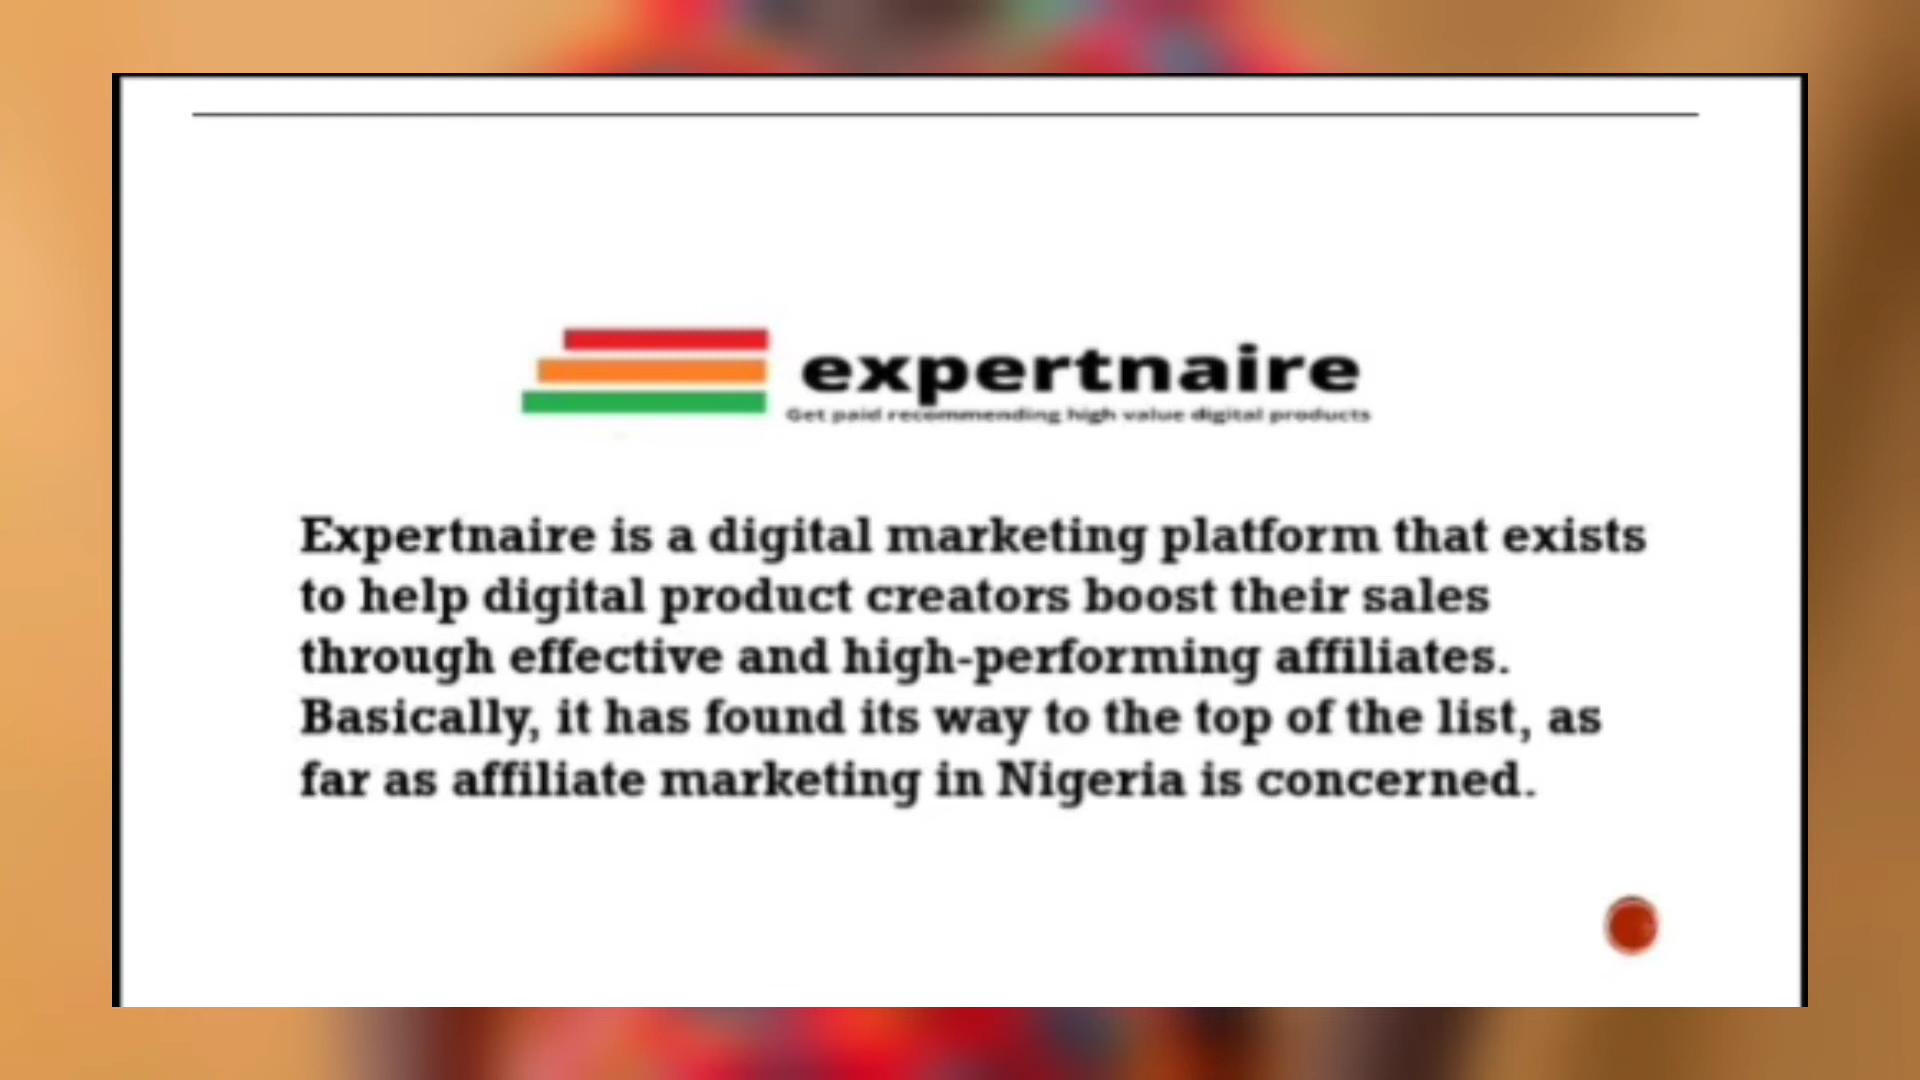 expertnaire
Get paid recommending high value digital products
Expertnaire is a digital marketing platform that exists
to help digital product creators boost their sales
through effective and high-performing affiliates.
Basically, it has found its way to the top of the list, as
far as affiliate marketing in Nigeria is concerned.